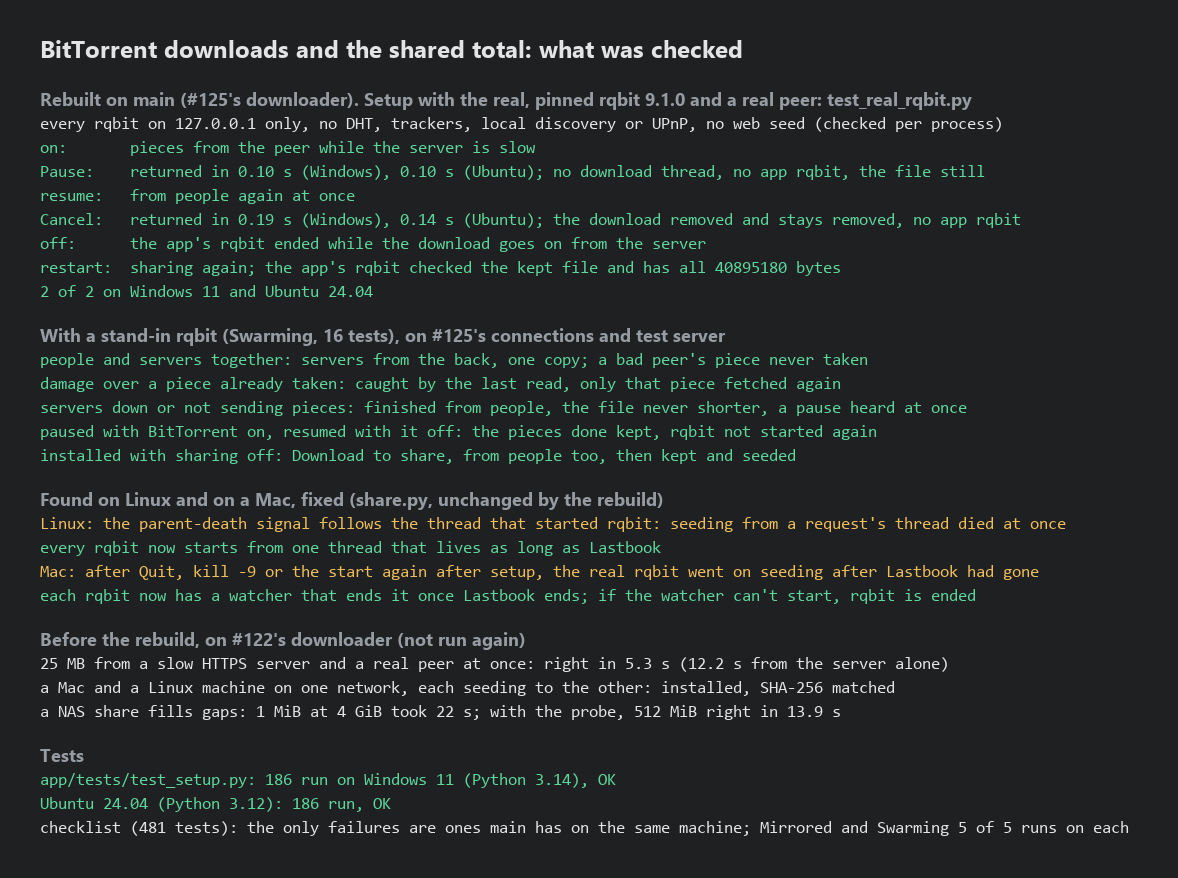 BitTorrent downloads and the shared total: what was checked
Rebuilt on main (#125's downloader). Setup with the real, pinned rqbit 9.1.0 and a real peer: test_real_rqbit.py
every rqbit on 127.0.0.1 only, no DHT, trackers, local discovery or UPnP, no web seed (checked per process)
on:       pieces from the peer while the server is slow
Pause:    returned in 0.10 s (Windows), 0.10 s (Ubuntu); no download thread, no app rqbit, the file still
resume:   from people again at once
Cancel:   returned in 0.19 s (Windows), 0.14 s (Ubuntu); the download removed and stays removed, no app rqbit
off:      the app's rqbit ended while the download goes on from the server
restart:  sharing again; the app's rqbit checked the kept file and has all 40895180 bytes
2 of 2 on Windows 11 and Ubuntu 24.04
With a stand-in rqbit (Swarming, 16 tests), on #125's connections and test server
people and servers together: servers from the back, one copy; a bad peer's piece never taken
damage over a piece already taken: caught by the last read, only that piece fetched again
servers down or not sending pieces: finished from people, the file never shorter, a pause heard at once
paused with BitTorrent on, resumed with it off: the pieces done kept, rqbit not started again
installed with sharing off: Download to share, from people too, then kept and seeded
Found on Linux and on a Mac, fixed (share.py, unchanged by the rebuild)
Linux: the parent-death signal follows the thread that started rqbit: seeding from a request's thread died at once
every rqbit now starts from one thread that lives as long as Lastbook
Mac: after Quit, kill -9 or the start again after setup, the real rqbit went on seeding after Lastbook had gone
each rqbit now has a watcher that ends it once Lastbook ends; if the watcher can't start, rqbit is ended
Before the rebuild, on #122's downloader (not run again)
25 MB from a slow HTTPS server and a real peer at once: right in 5.3 s (12.2 s from the server alone)
a Mac and a Linux machine on one network, each seeding to the other: installed, SHA-256 matched
a NAS share fills gaps: 1 MiB at 4 GiB took 22 s; with the probe, 512 MiB right in 13.9 s
Tests
app/tests/test_setup.py: 186 run on Windows 11 (Python 3.14), OK
Ubuntu 24.04 (Python 3.12): 186 run, OK
checklist (481 tests): the only failures are ones main has on the same machine; Mirrored and Swarming 5 of 5 runs on each